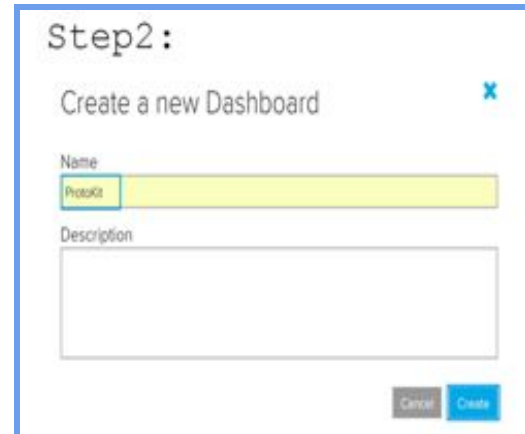 Step2:
Create a new Dashboard
Name
ProtoKit
Description
Cancel Create